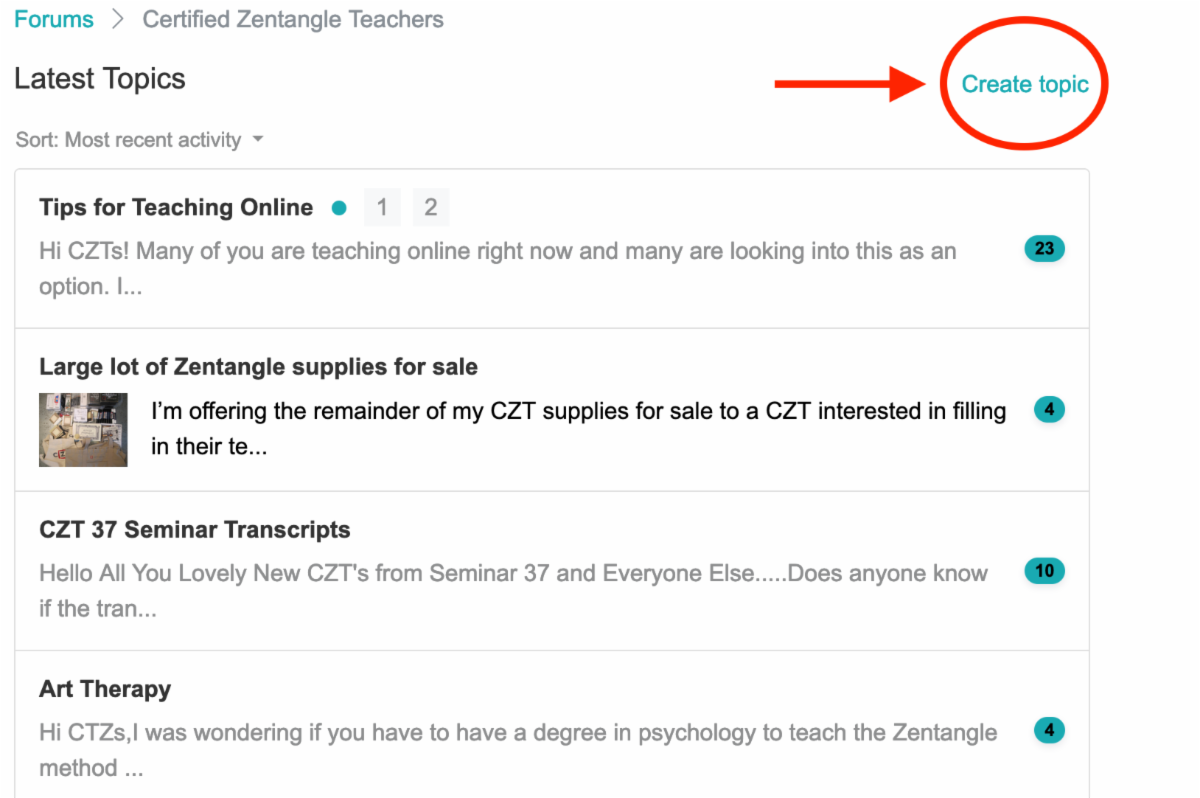 Forums > Certified Zentangle Teachers
Latest Topics
Create topic
Sort: Most recent activity
Tips for Teaching Online 1 2
Hi CZTs! Many of you are teaching online right now and many are looking into this as an
option. I...
23
Large lot of Zentangle supplies for sale
I’m offering the remainder of my CZT supplies for sale to a CZT interested in filling
in their te...
4
CZT 37 Seminar Transcripts
Hello All You Lovely New CZT's from Seminar 37 and Everyone Else.....Does anyone know
if the tran...
10
Art Therapy
Hi CTZs,I was wondering if you have to have a degree in psychology to teach the Zentangle
method ...
4